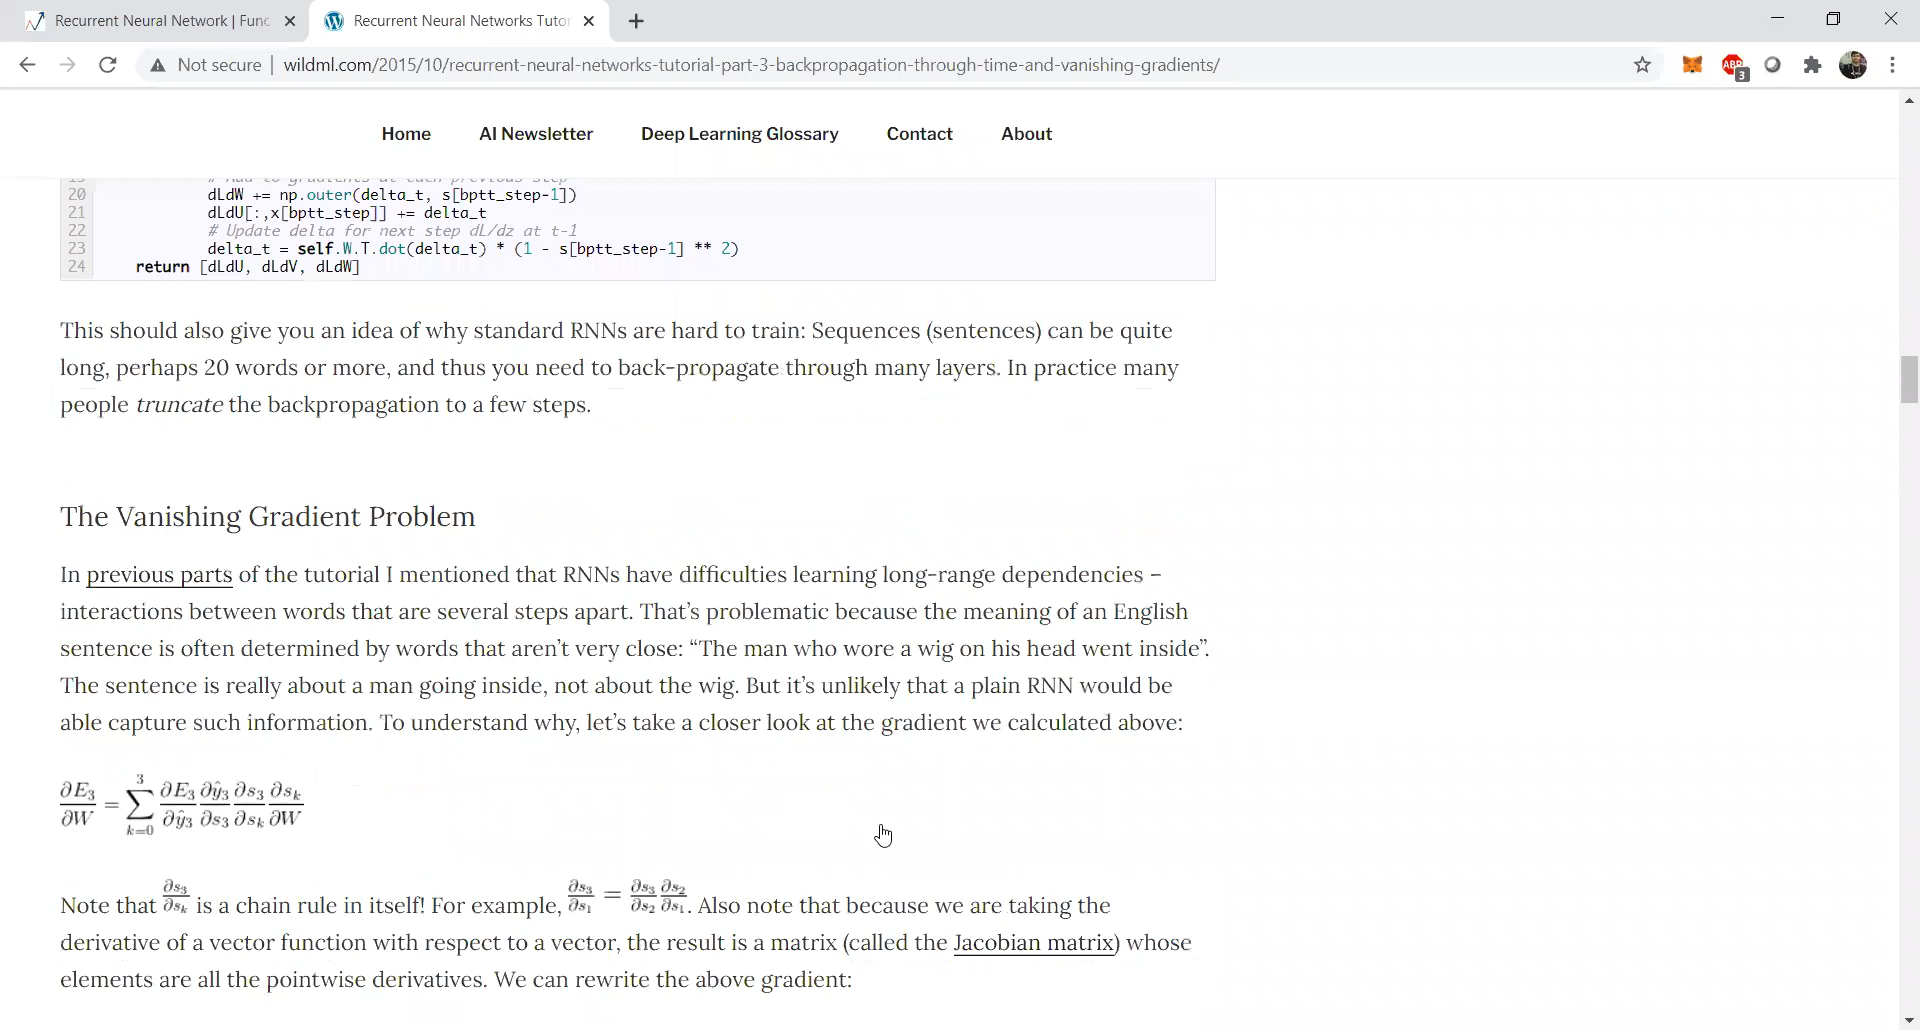 Recurrent Neural Network | Func
Recurrent Neural Networks Tutor
Not secure | wildml.com/2015/10/recurrent-neural-networks-tutorial-part-3-backpropagation-through-time-and-vanishing-gradients/
ABP
3
Home AI Newsletter Deep Learning Glossary Contact About
19 # Add to gradients at each previous step
20 dLdW += np.outer(delta_t, s[bptt_step-1])
21 dLdU[:,x[bptt_step]] += delta_t
22 # Update delta for next step dL/dz at t-1
23 delta_t = self.W.T.dot(delta_t) * (1 - s[bptt_step-1] ** 2)
24 return [dLdU, dLdV, dLdW]
This should also give you an idea of why standard RNNs are hard to train: Sequences (sentences) can be quite
long, perhaps 20 words or more, and thus you need to back-propagate through many layers. In practice many
people truncate the backpropagation to a few steps.
The Vanishing Gradient Problem
In previous parts of the tutorial I mentioned that RNNs have difficulties learning long-range dependencies –
interactions between words that are several steps apart. That’s problematic because the meaning of an English
sentence is often determined by words that aren’t very close: “The man who wore a wig on his head went inside”.
The sentence is really about a man going inside, not about the wig. But it’s unlikely that a plain RNN would be
able capture such information. To understand why, let’s take a closer look at the gradient we calculated above:
∂E₃/∂W = ∑_{k=0}^{3} ∂E₃/∂ŷ₃ ∂ŷ₃/∂s₃ ∂s₃/∂sₖ ∂sₖ/∂W
Note that ∂s₃/∂sₖ is a chain rule in itself! For example, ∂s₃/∂s₁ = ∂s₃/∂s₂ ∂s₂/∂s₁. Also note that because we are taking the
derivative of a vector function with respect to a vector, the result is a matrix (called the Jacobian matrix) whose
elements are all the pointwise derivatives. We can rewrite the above gradient: